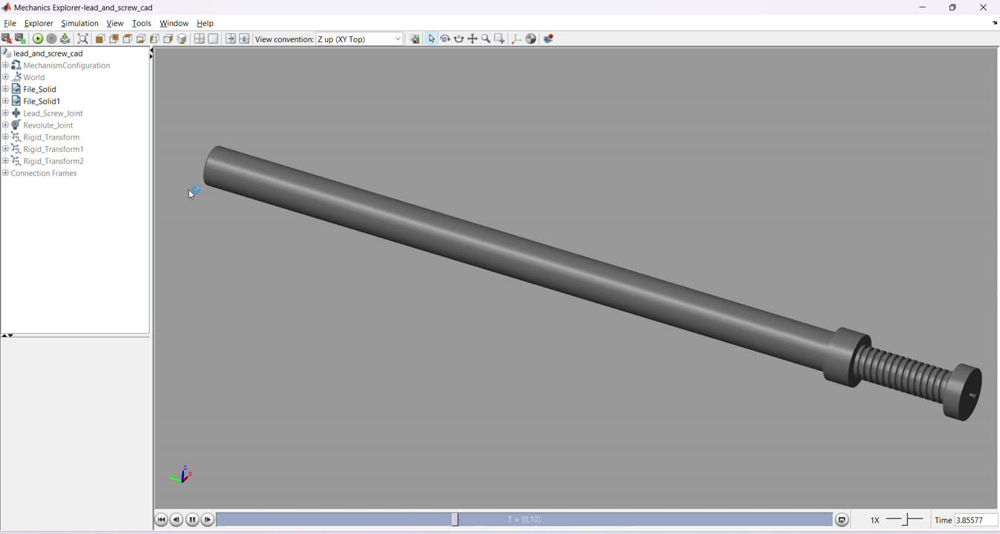 Mechanics Explorer-lead_and_screw_cad
File Explorer Simulation View Tools Window Help
View convention: Z up (XY Top)
lead_and_screw_cad
MechanismConfiguration
World
File_Solid
File_Solid1
Lead_Screw_Joint
Revolute_Joint
Rigid_Transform
Rigid_Transform1
Rigid_Transform2
Connection Frames
Z
X
T = [0,10]
1X Time 3.85577